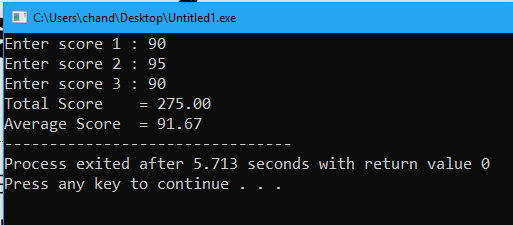 C:\Users\chand\Desktop\Untitled1.exe
Enter score 1 : 90
Enter score 2 : 95
Enter score 3 : 90
Total Score    = 275.00
Average Score  = 91.67
--------------------------------
Process exited after 5.713 seconds with return value 0
Press any key to continue . . .